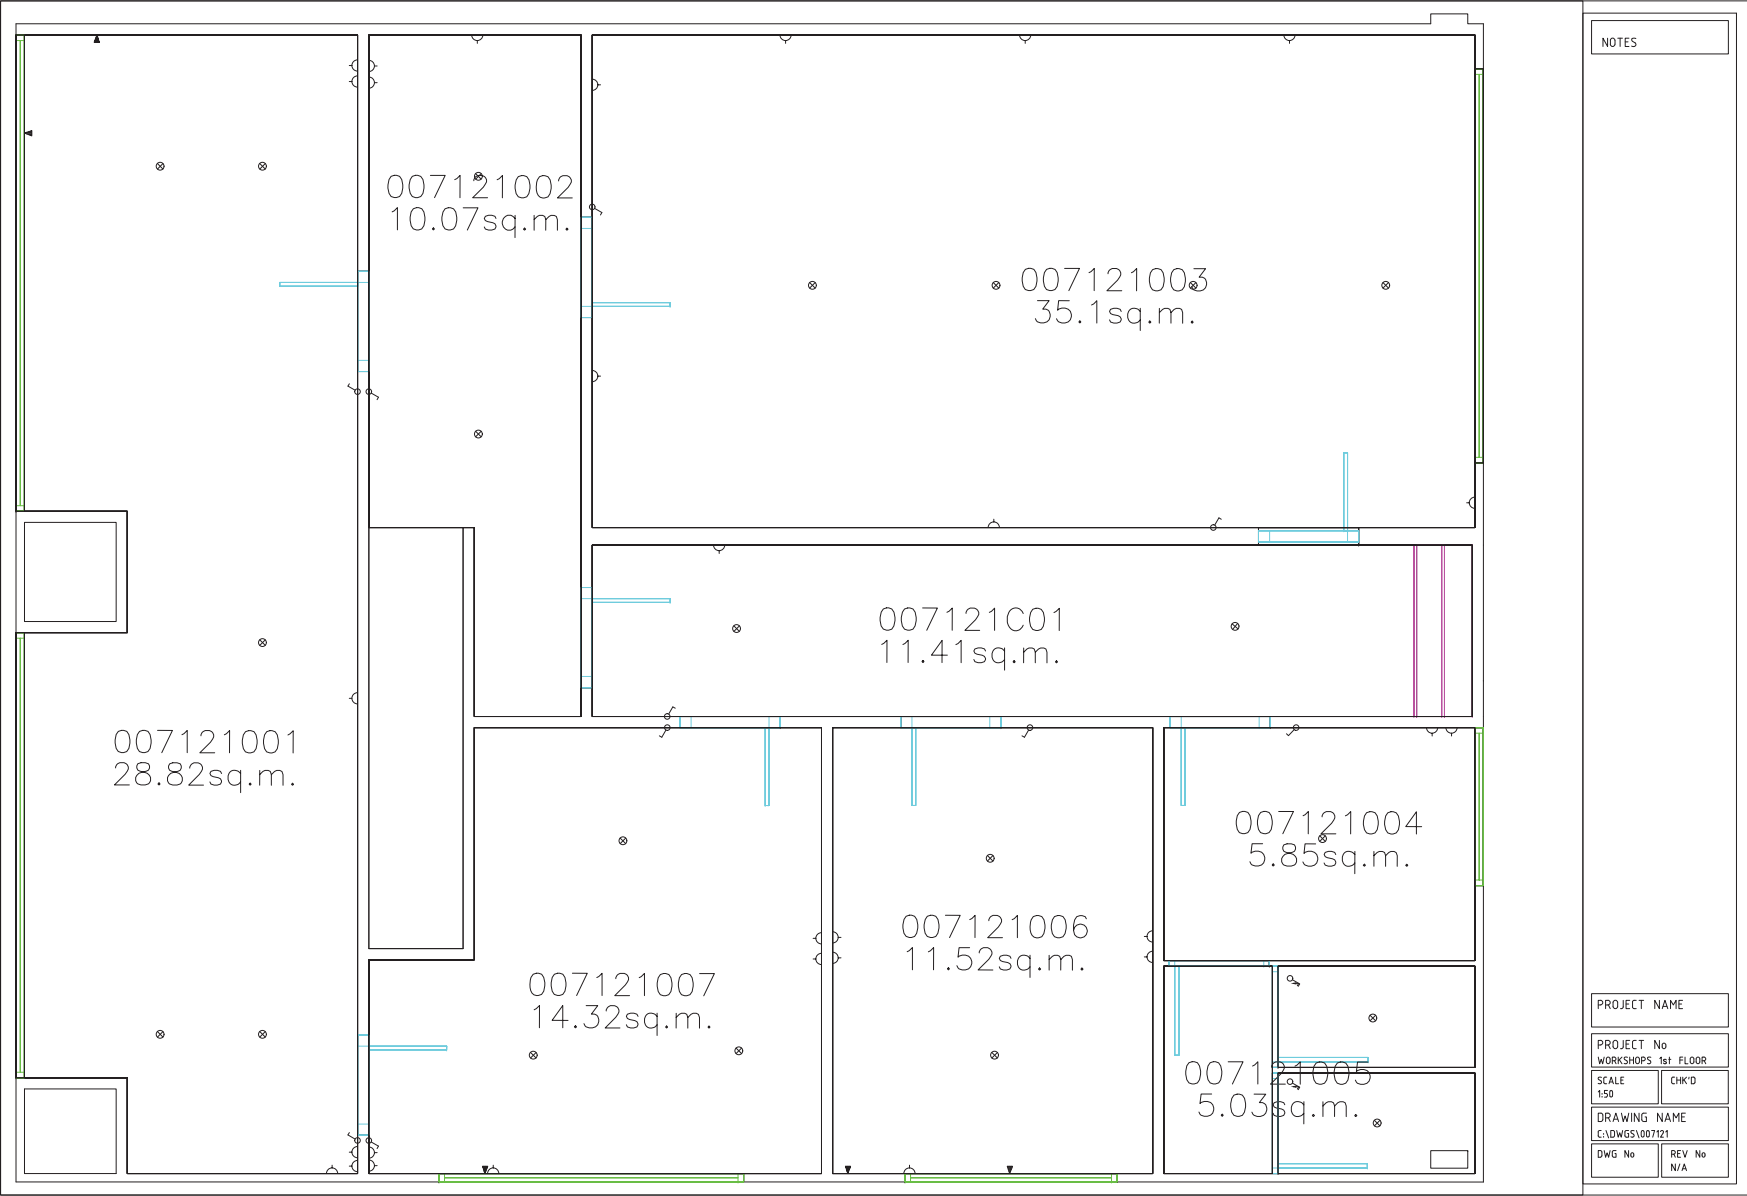 NOTES
007121002
10.07sq.m.
007121003
35.1sq.m.
007121C01
11.41sq.m.
007121001
28.82sq.m.
007121004
5.85sq.m.
007121006
11.52sq.m.
007121007
14.32sq.m.
007121005
5.03sq.m.
PROJECT NAME
PROJECT No
WORKSHOPS 1st FLOOR
SCALE
1:50
CHK'D
DRAWING NAME
C:\DWGS\007121
DWG No
REV No
N/A